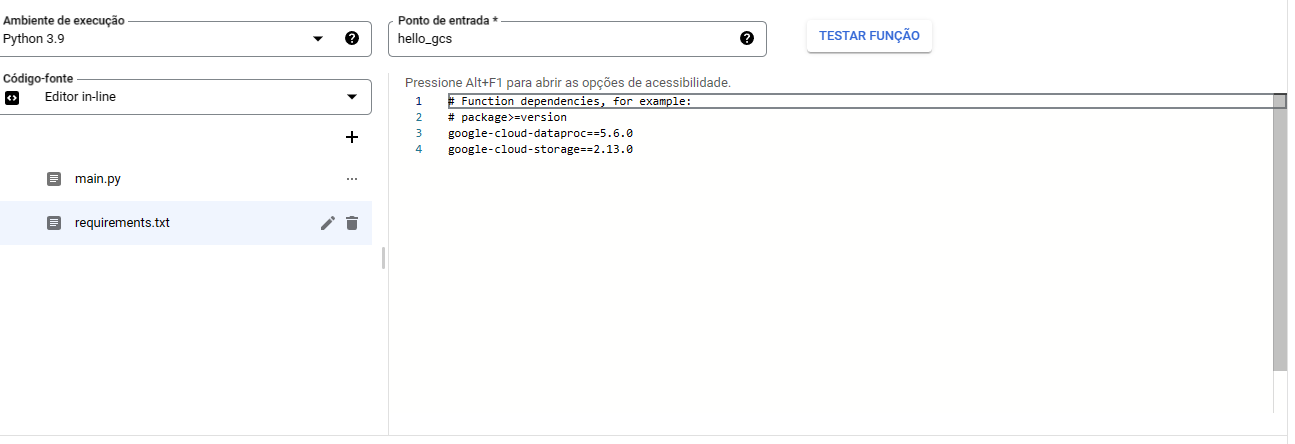 Ambiente de execução
Python 3.9
Ponto de entrada *
hello_gcs
TESTAR FUNÇÃO
Código-fonte
Editor in-line
main.py
requirements.txt
Pressione Alt+F1 para abrir as opções de acessibilidade.
1 # Function dependencies, for example:
2 # package>=version
3 google-cloud-dataproc==5.6.0
4 google-cloud-storage==2.13.0